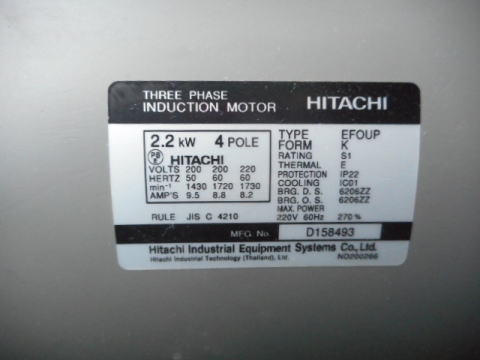 THREE PHASE
INDUCTION MOTOR HITACHI
2.2 kW 4 POLE
HITACHI
VOLTS 200 200 220
HERTZ 50 60 60
min⁻¹ 1430 1720 1730
AMP'S 9.5 8.8 8.2
RULE JIS C 4210
TYPE EFOUP
FORM K
RATING S1
THERMAL E
PROTECTION IP22
COOLING IC01
BRG. D. S. 6206ZZ
BRG. O. S. 6206ZZ
MAX. POWER
220V 60Hz 270%
MFG. No. D158493
Hitachi Industrial Equipment Systems Co., Ltd.
Hitachi Industrial Technology (Thailand), Ltd. ND200266